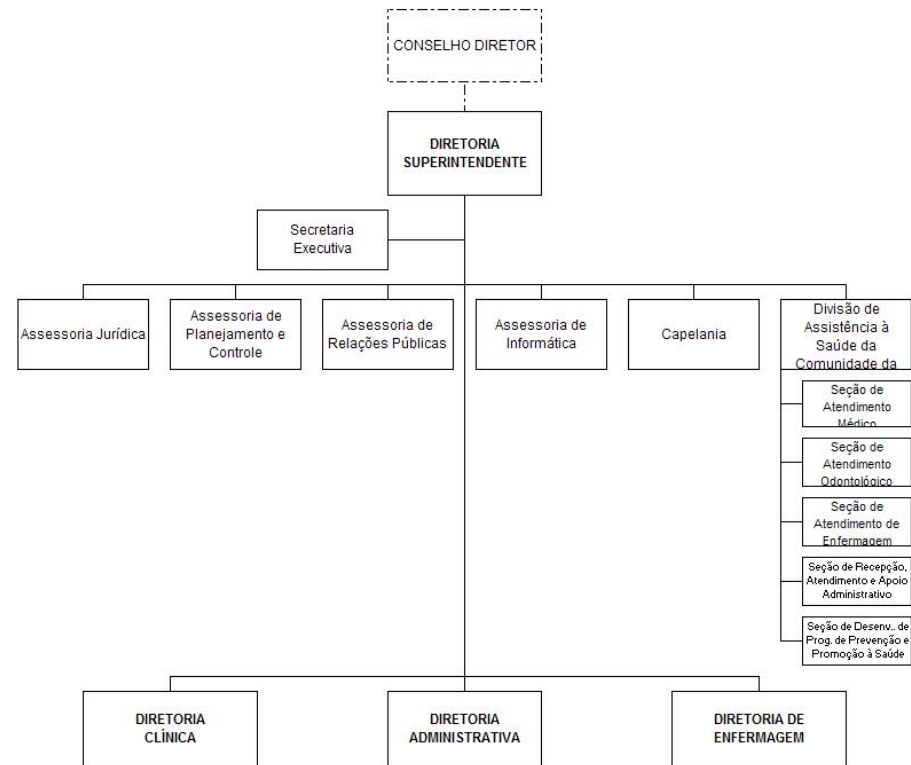 CONSELHO DIRETOR
DIRETORIA
SUPERINTENDENTE
Secretaria
Executiva
Assessoria Jurídica
Assessoria de
Planejamento e
Controle
Assessoria de
Relações Públicas
Assessoria de
Informática
Capelania
Divisão de
Assistência à
Saúde da
Comunidade da
Seção de
Atendimento
Médico
Seção de
Atendimento
Odontológico
Seção de
Atendimento de
Enfermagem
Seção de Recepção,
Atendimento e Apoio
Administrativo
Seção de Desenv.. de
Prog. de Prevenção e
Promoção à Saúde
DIRETORIA
CLÍNICA
DIRETORIA
ADMINISTRATIVA
DIRETORIA DE
ENFERMAGEM